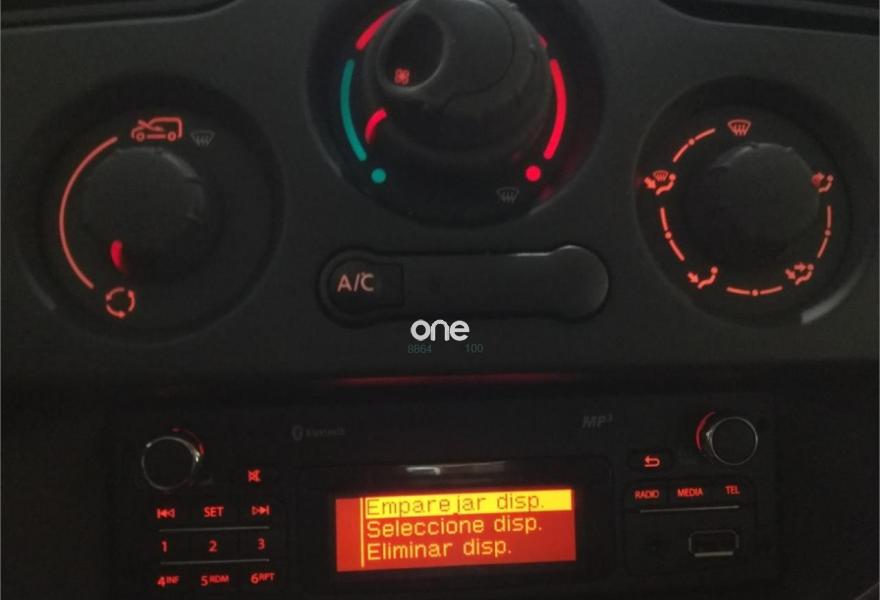 A/C
one
8864 100
Bluetooth
MP3
SET
RADIO MEDIA TEL
1 2 3
4INF 5RDM 6RPT
Emparejar disp.
Seleccione disp.
Eliminar disp.